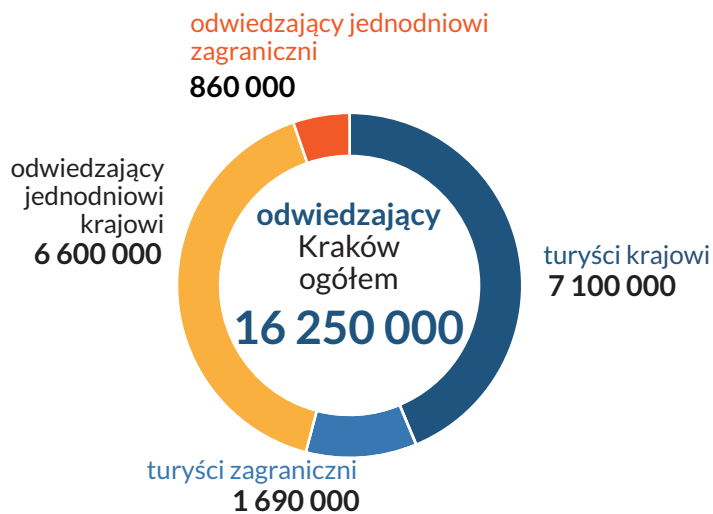 odwiedzający jednodniowi
zagraniczni
860 000
odwiedzający
jednodniowi
krajowi
6 600 000
odwiedzający
Kraków
ogółem
16 250 000
turyści krajowi
7 100 000
turyści zagraniczni
1 690 000